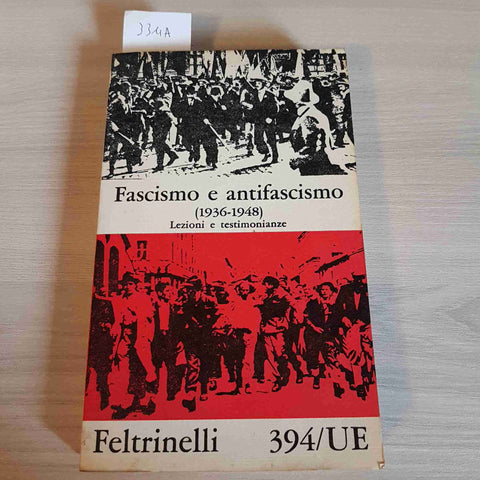 334A
Fascismo e antifascismo
(1936-1948)
Lezioni e testimonianze
Feltrinelli 394/UE